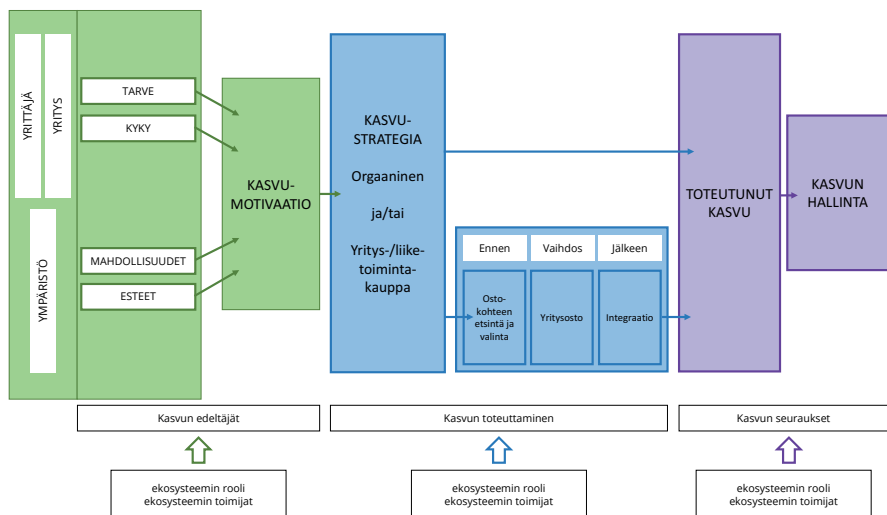 YRITTÄJÄ
YRITYS
YMPÄRISTÖ
TARVE
KYKY
MAHDOLLISUUDET
ESTEET
KASVU-
MOTIVAATIO
KASVU-
STRATEGIA
Orgaaninen
ja/tai
Yritys-/liike-
toiminta-
kauppa
Ennen
Vaihdos
Jälkeen
Osto-
kohteen
etsintä ja
valinta
Yritysosto
Integraatio
TOTEUTUNUT
KASVU
KASVUN
HALLINTA
Kasvun edeltäjät
Kasvun toteuttaminen
Kasvun seuraukset
ekosysteemin rooli
ekosysteemin toimijat
ekosysteemin rooli
ekosysteemin toimijat
ekosysteemin rooli
ekosysteemin toimijat